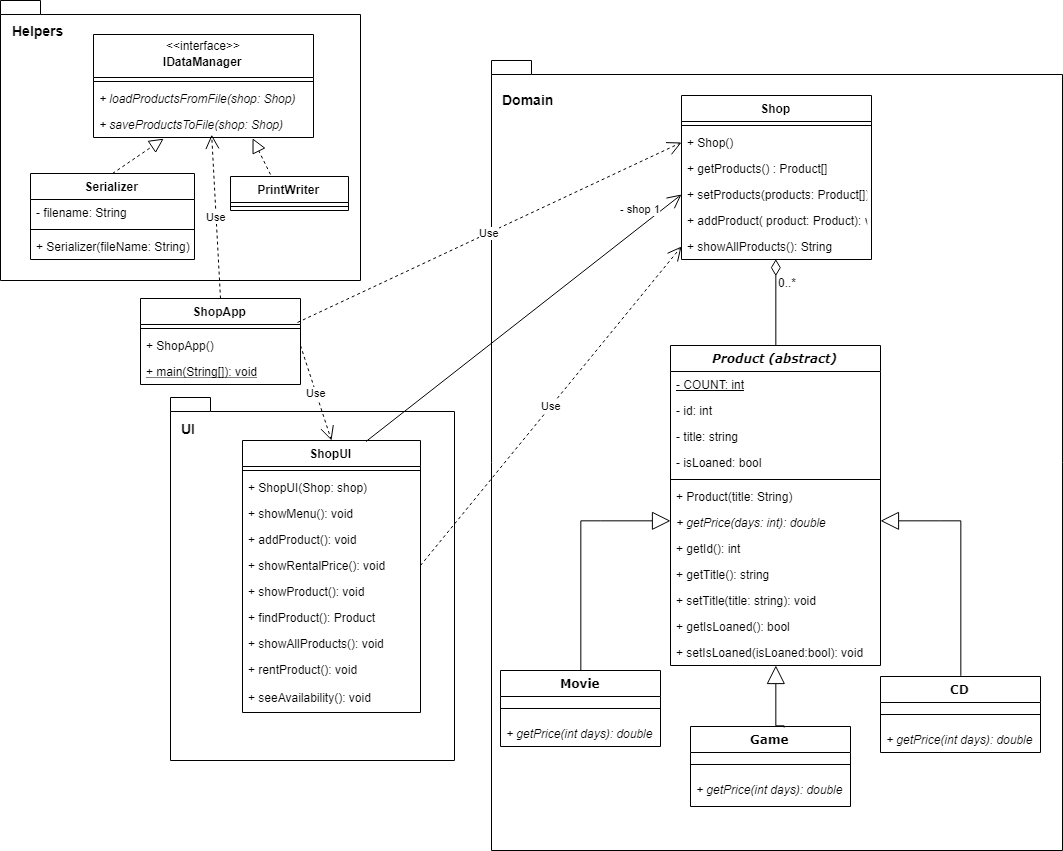 Helpers
<<interface>>
IDataManager
+ loadProductsFromFile(shop: Shop)
+ saveProductsToFile(shop: Shop)
Serializer
- filename: String
+ Serializer(fileName: String)
PrintWriter
Use
ShopApp
+ ShopApp()
+ main(String[]): void
Use
UI
ShopUI
+ ShopUI(Shop: shop)
+ showMenu(): void
+ addProduct(): void
+ showRentalPrice(): void
+ showProduct(): void
+ findProduct(): Product
+ showAllProducts(): void
+ rentProduct(): void
+ seeAvailability(): void
Use
- shop 1
Use
Domain
Shop
+ Shop()
+ getProducts() : Product[]
+ setProducts(products: Product[])
+ addProduct( product: Product): v
+ showAllProducts(): String
0..*
Product (abstract)
- COUNT: int
- id: int
- title: string
- isLoaned: bool
+ Product(title: String)
+ getPrice(days: int): double
+ getId(): int
+ getTitle(): string
+ setTitle(title: string): void
+ getIsLoaned(): bool
+ setIsLoaned(isLoaned:bool): void
Movie
+ getPrice(int days): double
Game
+ getPrice(int days): double
CD
+ getPrice(int days): double